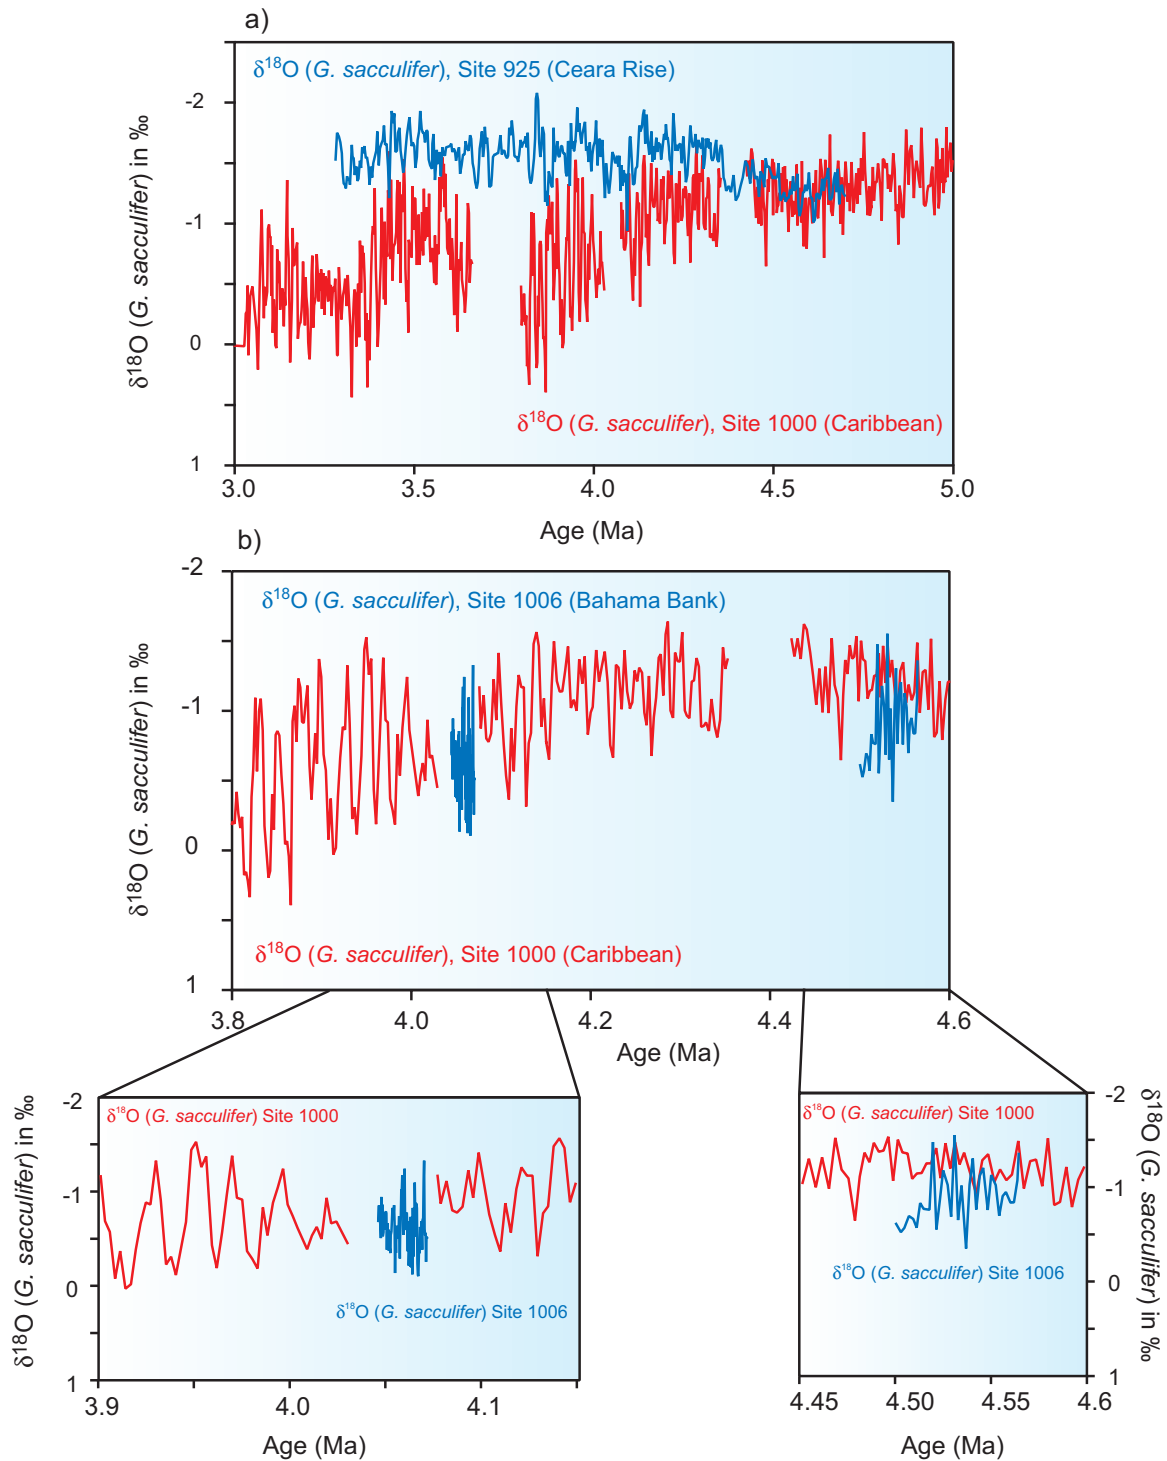 a)
δ¹⁸O (G. sacculifer), Site 925 (Ceara Rise)
-2
-1
0
1
δ¹⁸O (G. sacculifer) in ‰
δ¹⁸O (G. sacculifer), Site 1000 (Caribbean)
3.0 3.5 4.0 4.5 5.0
Age (Ma)
b)
-2
δ¹⁸O (G. sacculifer), Site 1006 (Bahama Bank)
-1
0
1
δ¹⁸O (G. sacculifer) in ‰
δ¹⁸O (G. sacculifer), Site 1000 (Caribbean)
3.8 4.0 4.2 4.4 4.6
Age (Ma)
-2
δ¹⁸O (G. sacculifer) Site 1000
-1
0
1
δ¹⁸O (G. sacculifer) in ‰
δ¹⁸O (G. sacculifer) Site 1006
3.9 4.0 4.1
Age (Ma)
δ¹⁸O (G. sacculifer) Site 1000
-2
-1
0
1
δ¹⁸O (G. sacculifer) in ‰
δ¹⁸O (G. sacculifer) Site 1006
4.45 4.50 4.55 4.6
Age (Ma)